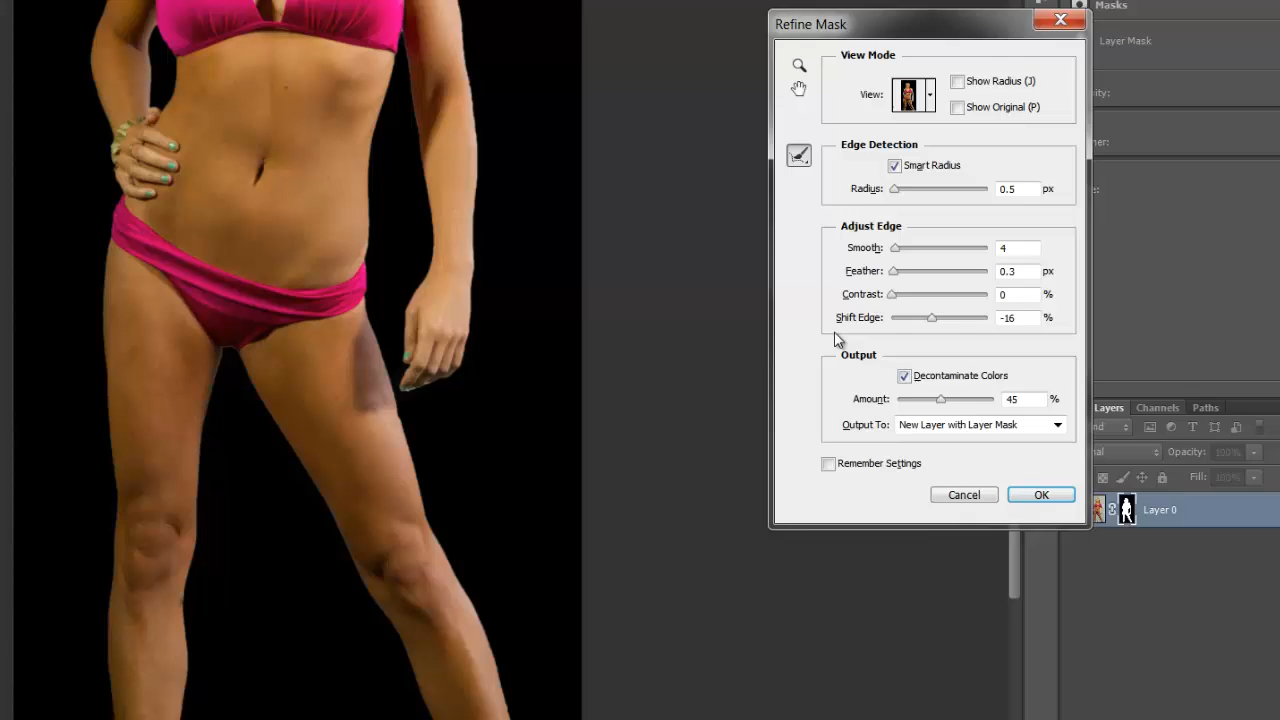 Refine Mask
View Mode
View:
Show Radius (J)
Show Original (P)
Edge Detection
Smart Radius
Radius: 0.5 px
Adjust Edge
Smooth: 4
Feather: 0.3 px
Contrast: 0 %
Shift Edge: -16 %
Output
Decontaminate Colors
Amount: 45 %
Output To: New Layer with Layer Mask
Remember Settings
Cancel OK
Masks
Layer Mask
Layers Channels Paths
Opacity: 100%
Fill: 100%
Layer 0